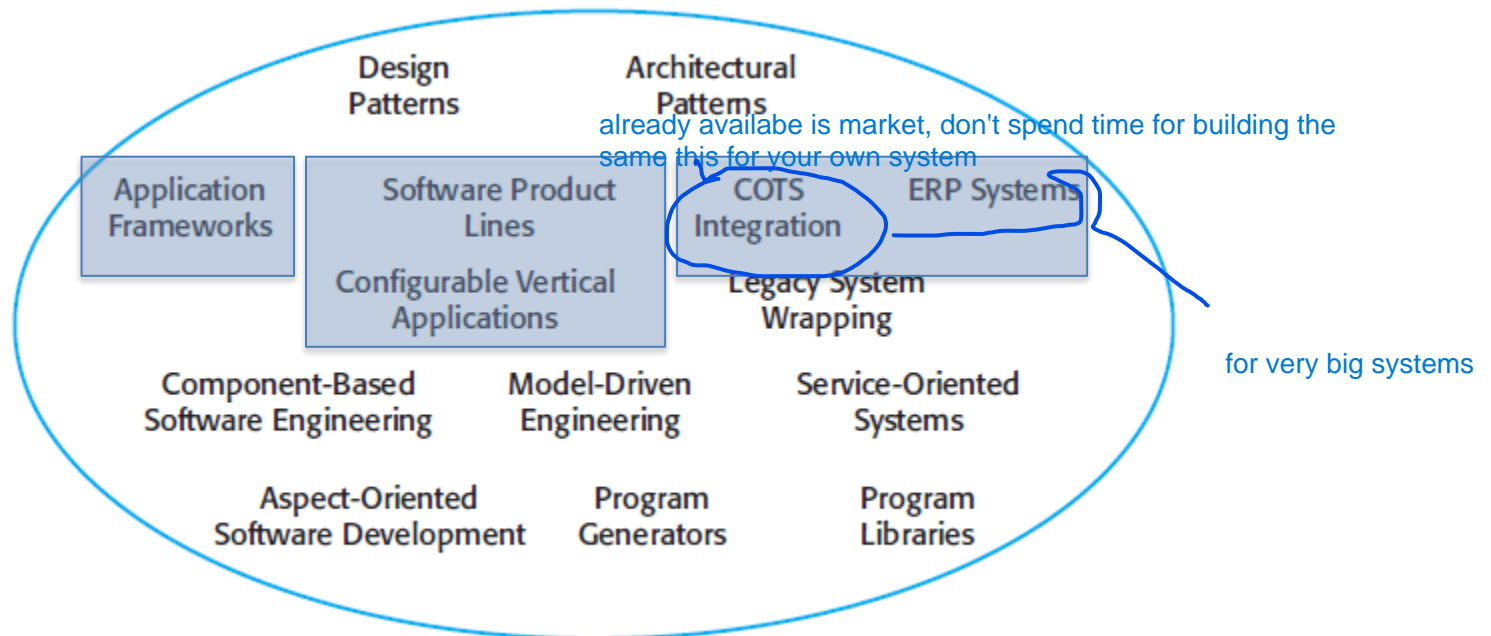 Design
Patterns
Architectural
Patterns
already availabe is market, don't spend time for building the
same this for your own system
Application
Frameworks
Software Product
Lines
COTS
Integration
ERP Systems
Configurable Vertical
Applications
Legacy System
Wrapping
for very big systems
Component-Based
Software Engineering
Model-Driven
Engineering
Service-Oriented
Systems
Aspect-Oriented
Software Development
Program
Generators
Program
Libraries